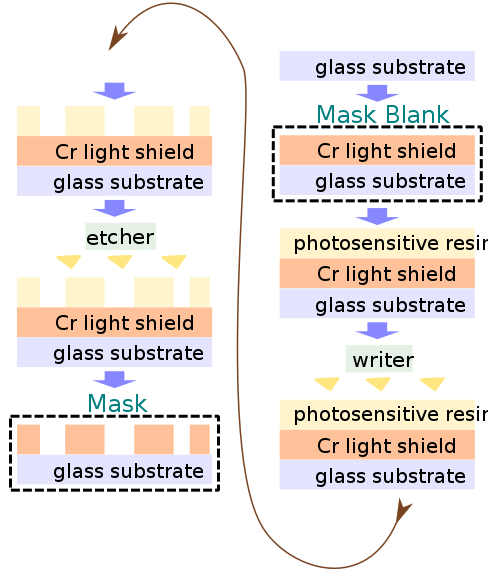 glass substrate
Mask Blank
Cr light shield
glass substrate
photosensitive resin
Cr light shield
glass substrate
writer
photosensitive resin
Cr light shield
glass substrate
Cr light shield
glass substrate
etcher
Cr light shield
glass substrate
Mask
glass substrate